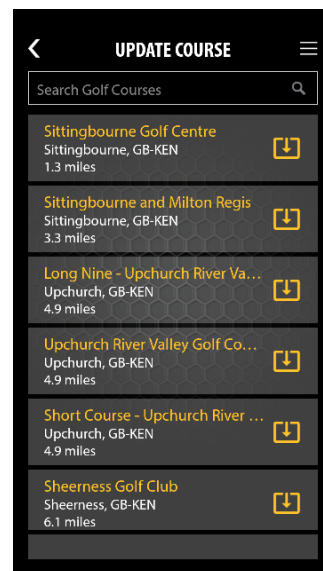 UPDATE COURSE
Search Golf Courses
Sittingbourne Golf Centre
Sittingbourne, GB-KEN
1.3 miles
Sittingbourne and Milton Regis
Sittingbourne, GB-KEN
3.3 miles
Long Nine - Upchurch River Va...
Upchurch, GB-KEN
4.9 miles
Upchurch River Valley Golf Co...
Upchurch, GB-KEN
4.9 miles
Short Course - Upchurch River ...
Upchurch, GB-KEN
4.9 miles
Sheerness Golf Club
Sheerness, GB-KEN
6.1 miles